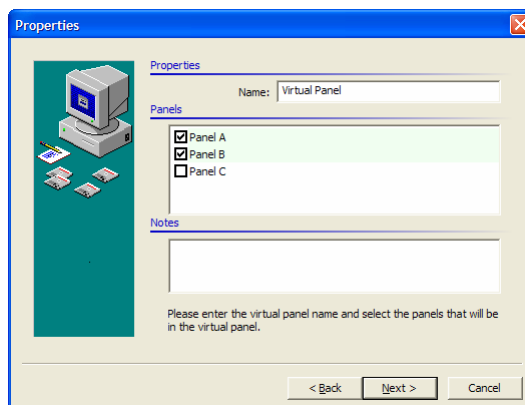 Properties
Properties
Name: Virtual Panel
Panels
Panel A
Panel B
Panel C
Notes
Please enter the virtual panel name and select the panels that will be
in the virtual panel.
< Back Next > Cancel